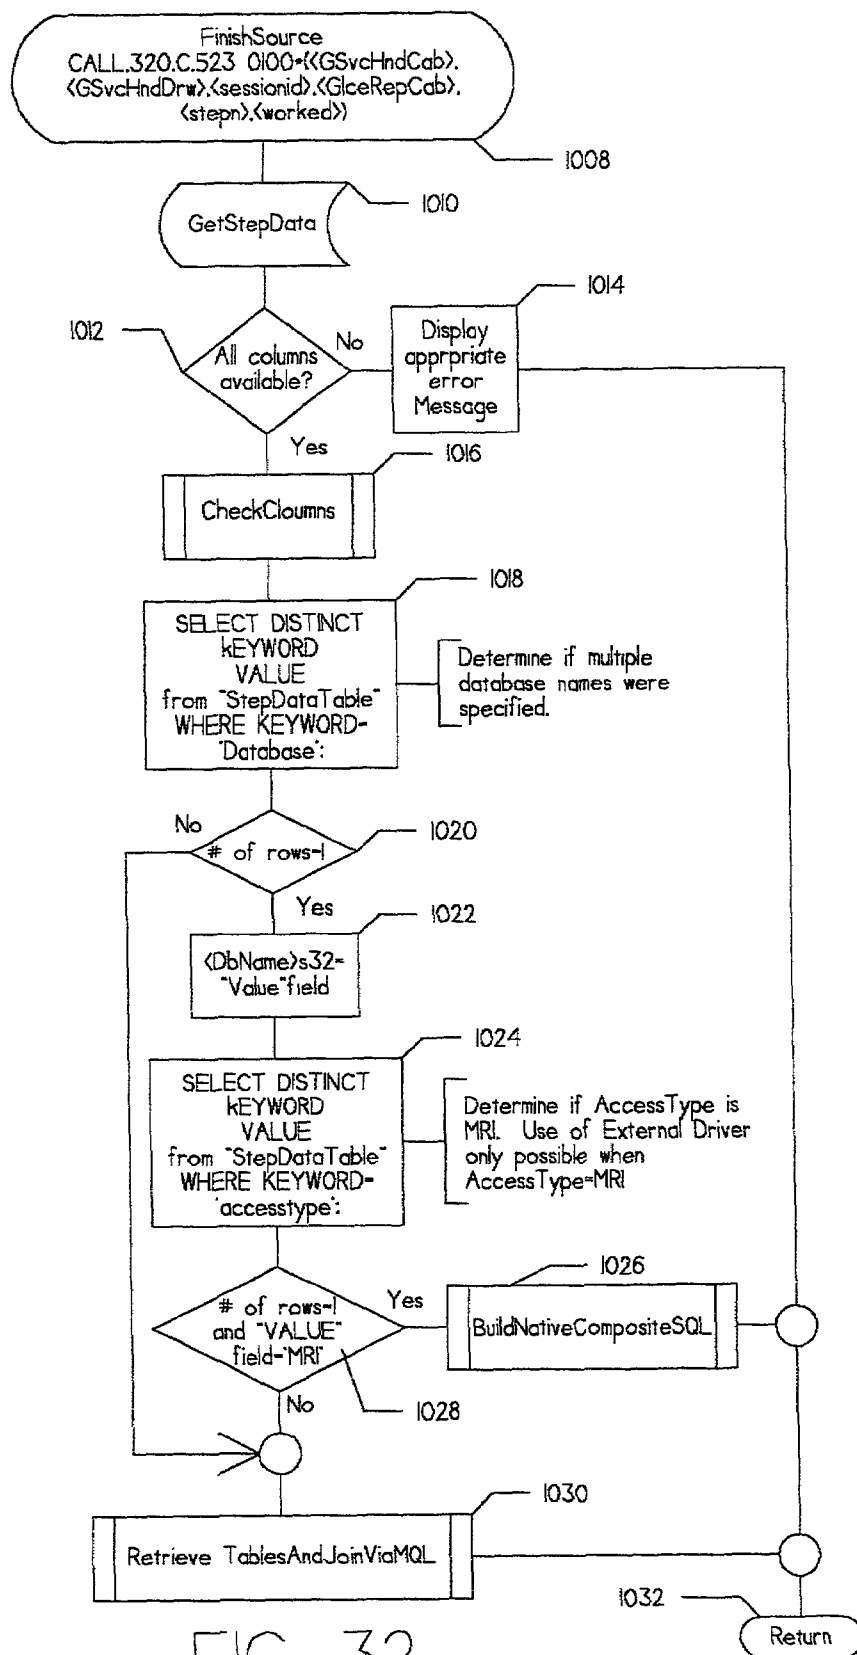 FinishSource
CALL.320.C.523 0100*(<GSvcHndCab>.
<GSvcHndDrw>.<sessionid>.<GlceRepCab>.
<stepn>.<worked>)
1008
GetStepData
1010
1012
All columns
available?
No
Display
apprpriate
error
Message
1014
Yes
CheckCloumns
1016
SELECT DISTINCT
kEYWORD
VALUE
from "StepDataTable"
WHERE KEYWORD=
'Database';
1018
Determine if multiple
database names were
specified.
No
# of rows=1
1020
Yes
<DbName>s32=
"Value"field
1022
SELECT DISTINCT
kEYWORD
VALUE
from "StepDataTable"
WHERE KEYWORD=
'accesstype';
1024
Determine if AccessType is
MRI. Use of External Driver
only possible when
AccessType=MRI
# of rows=1
and "VALUE"
field="MRI"
Yes
BuildNativeCompositeSQL
1026
No
1028
Retrieve TablesAndJoinViaMQL
1030
1032
Return
FIG. 32